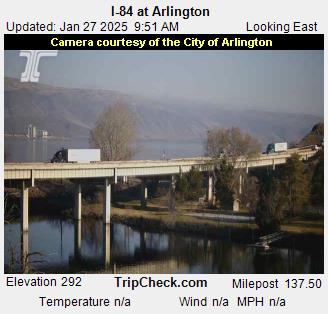 I-84 at Arlington
Updated: Jan 27 2025 9:51 AM Looking East
Camera courtesy of the City of Arlington
Elevation 292 TripCheck.com Milepost 137.50
Temperature n/a Wind n/a MPH n/a